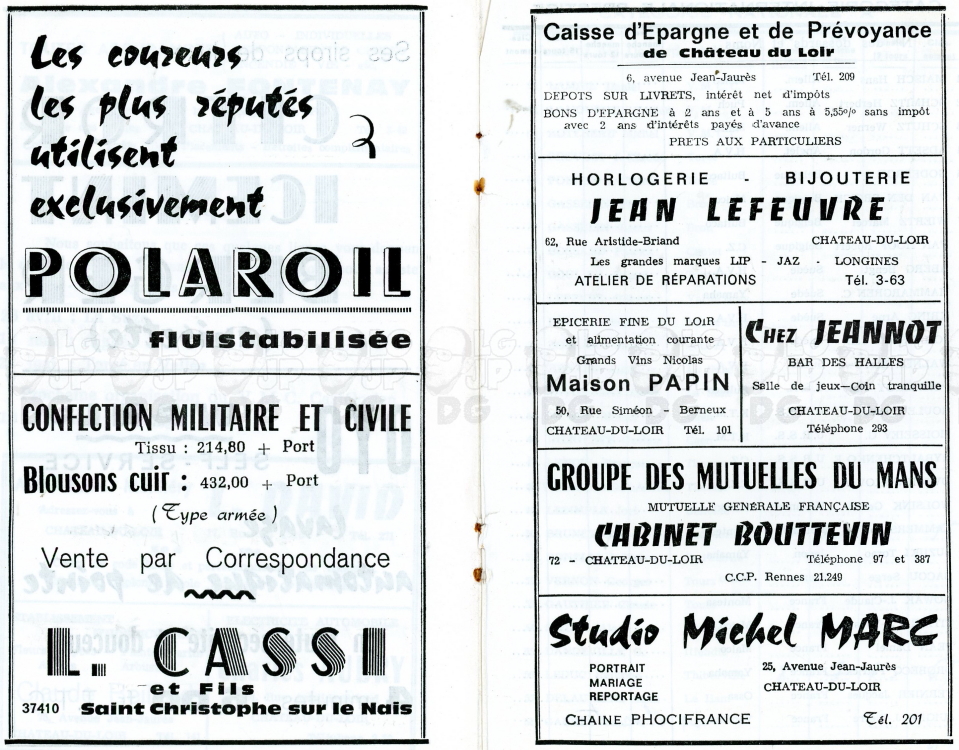 Les coureurs
les plus réputés
utilisent
exclusivement
POLAROIL
fluistabilisée
CONFECTION MILITAIRE ET CIVILE
Tissu : 214,80 + Port
Blousons cuir : 432,00 + Port
(Type armée)
Vente par Correspondance
L. CASSI
et Fils
37410 Saint Christophe sur le Nais
Caisse d'Epargne et de Prévoyance
de Château du Loir
6, avenue Jean-Jaurès Tél. 209
DEPOTS SUR LIVRETS, intérêt net d'impôts
BONS D'EPARGNE à 2 ans et à 5 ans à 5,55% sans impôt
avec 2 ans d'intérêts payés d'avance
PRETS AUX PARTICULIERS
HORLOGERIE - BIJOUTERIE
JEAN LEFEUVRE
62, Rue Aristide-Briand CHATEAU-DU-LOIR
Les grandes marques LIP - JAZ - LONGINES
ATELIER DE RÉPARATIONS Tél. 3-63
EPICERIE FINE DU LOIR
et alimentation courante
Grands Vins Nicolas
Maison PAPIN
50, Rue Siméon - Berneux
CHATEAU-DU-LOIR Tél. 101
CHEZ JEANNOT
BAR DES HALLES
Salle de jeux—Coin tranquille
CHATEAU-DU-LOIR
Téléphone 293
GROUPE DES MUTUELLES DU MANS
MUTUELLE GENÉRALE FRANÇAISE
CABINET BOUTTEVIN
72 - CHATEAU-DU-LOIR Téléphone 97 et 387
C.C.P. Rennes 21.249
Studio Michel MARC
PORTRAIT
MARIAGE
REPORTAGE
25, Avenue Jean-Jaurès
CHATEAU-DU-LOIR
CHAINE PHOCIFRANCE Tél. 201